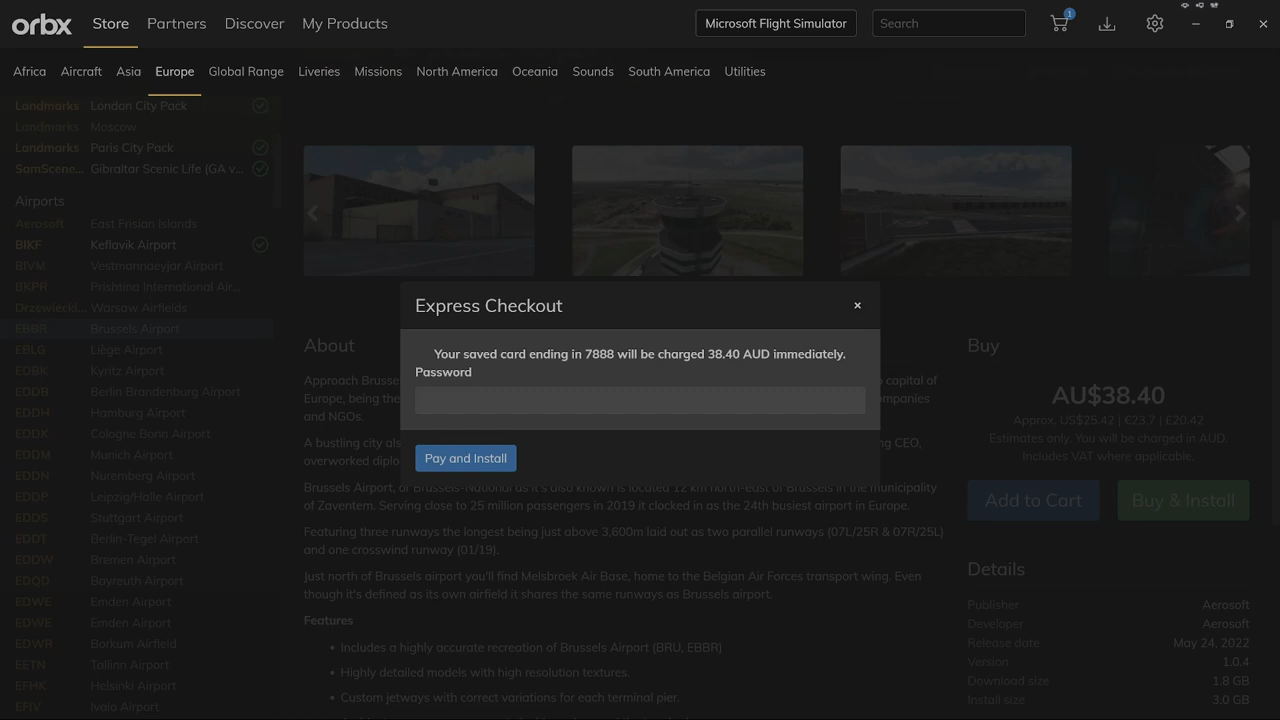 orbx
Store
Partners
Discover
My Products
Microsoft Flight Simulator
Search
1
Africa
Aircraft
Asia
Europe
Global Range
Liveries
Missions
North America
Oceania
Sounds
South America
Utilities
Landmarks London City Pack
Landmarks Moscow
Landmarks Paris City Pack
SamScene... Gibraltar Scenic Life (GA v...
Airports
Aerosoft East Frisian Islands
BIKF Keflavik Airport
BIVM Vestmannaeyjar Airport
BKPR Prishtina International Air...
Drzewiecki... Warsaw Airfields
EBBR Brussels Airport
EBLG Liège Airport
EDBK Kyritz Airport
EDDB Berlin Brandenburg Airport
EDDH Hamburg Airport
EDDK Cologne Bonn Airport
EDDM Munich Airport
EDDN Nuremberg Airport
EDDP Leipzig/Halle Airport
EDDS Stuttgart Airport
EDDT Berlin-Tegel Airport
EDDW Bremen Airport
EDQD Bayreuth Airport
EDWE Emden Airport
EDWE Emden Airport
EDWR Borkum Airfield
EETN Tallinn Airport
EFHK Helsinki Airport
EFIV Ivalo Airport
Express Checkout
×
Your saved card ending in 7888 will be charged 38.40 AUD immediately.
Password
Pay and Install
About
Approach Brusse
capital of
Europe, being the
ompanies
and NGOs.
A bustling city als
ng CEO,
overworked diplo
Brussels Airport, or Brussels-National as it's also known is located 12 km north-east of Brussels in the municipality
of Zaventem. Serving close to 25 million passengers in 2019 it clocked in as the 24th busiest airport in Europe.
Featuring three runways the longest being just above 3,600m laid out as two parallel runways (07L/25R & 07R/25L)
and one crosswind runway (01/19).
Just north of Brussels airport you'll find Melsbroek Air Base, home to the Belgian Air Forces transport wing. Even
though it's defined as its own airfield it shares the same runways as Brussels airport.
Features
• Includes a highly accurate recreation of Brussels Airport (BRU, EBBR)
• Highly detailed models with high resolution textures.
• Custom jetways with correct variations for each terminal pier.
Buy
AU$38.40
Approx. US$25.42 | €23.7 | £20.42
Estimates only. You will be charged in AUD.
Includes VAT where applicable.
Add to Cart
Buy & Install
Details
Publisher Aerosoft
Developer Aerosoft
Release date May 24, 2022
Version 1.0.4
Download size 1.8 GB
Install size 3.0 GB